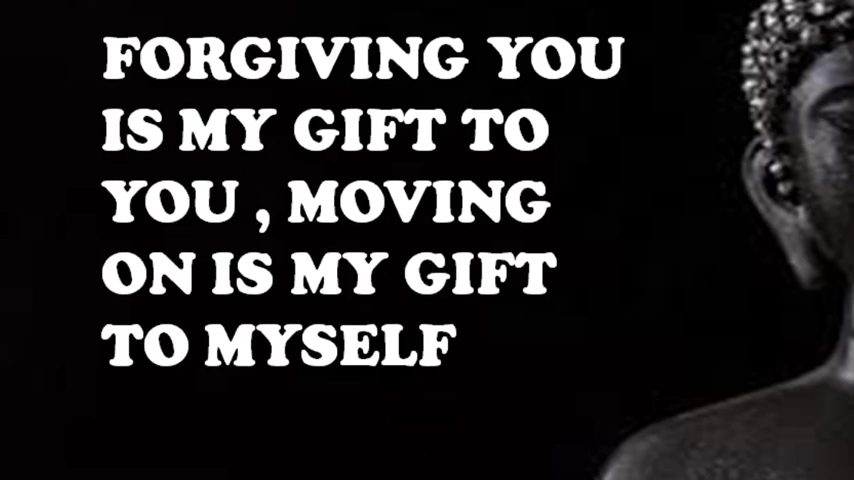 FORGIVING YOU
IS MY GIFT TO
YOU , MOVING
ON IS MY GIFT
TO MYSELF